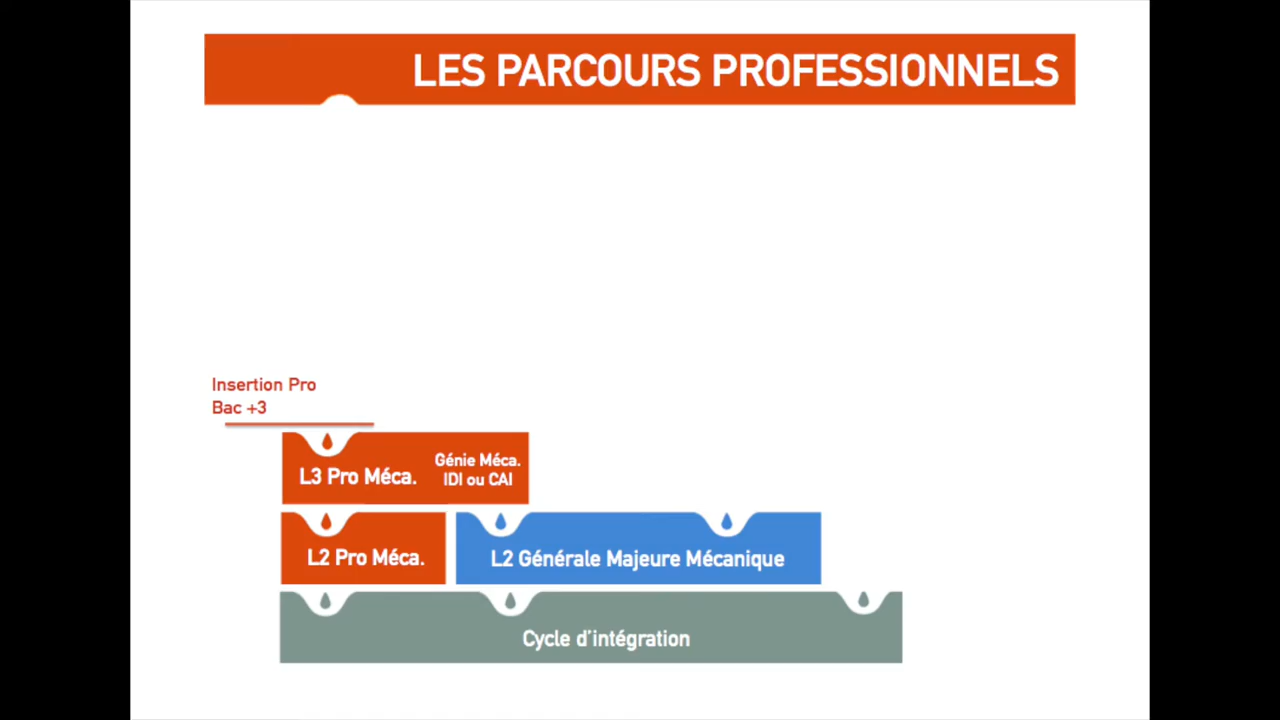 LES PARCOURS PROFESSIONNELS
Insertion Pro
Bac +3
L3 Pro Méca.
Génie Méca.
IDI ou CAI
L2 Pro Méca.
L2 Générale Majeure Mécanique
Cycle d'intégration